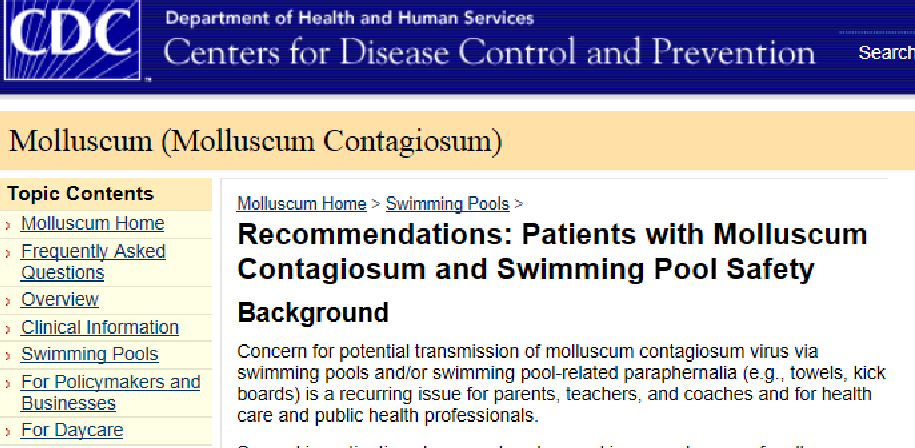 CDC
TM
Department of Health and Human Services
Centers for Disease Control and Prevention
Search
Molluscum (Molluscum Contagiosum)
Topic Contents
› Molluscum Home
› Frequently Asked
Questions
› Overview
› Clinical Information
› Swimming Pools
› For Policymakers and
Businesses
› For Daycare
Molluscum Home > Swimming Pools >
Recommendations: Patients with Molluscum
Contagiosum and Swimming Pool Safety
Background
Concern for potential transmission of molluscum contagiosum virus via
swimming pools and/or swimming pool-related paraphernalia (e.g., towels, kick
boards) is a recurring issue for parents, teachers, and coaches and for health
care and public health professionals.